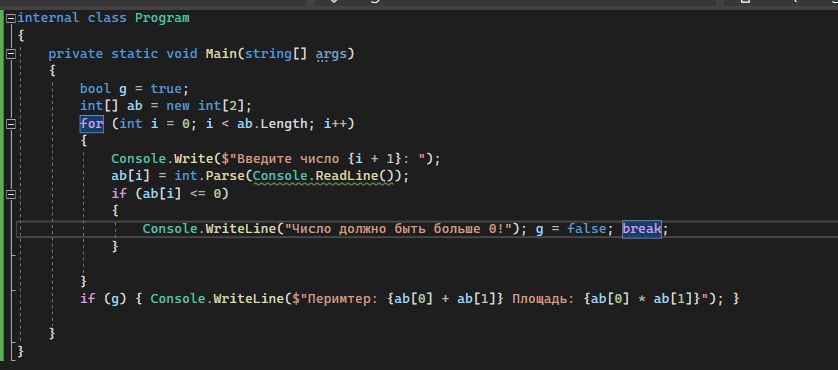 internal class Program
{
private static void Main(string[] args)
{
bool g = true;
int[] ab = new int[2];
for (int i = 0; i < ab.Length; i++)
{
Console.Write($"Введите число {i + 1}: ");
ab[i] = int.Parse(Console.ReadLine());
if (ab[i] <= 0)
{
Console.WriteLine("Число должно быть больше 0!"); g = false; break;
}
}
if (g) { Console.WriteLine($"Перимтер: {ab[0] + ab[1]} Площадь: {ab[0] * ab[1]}"); }
}
}